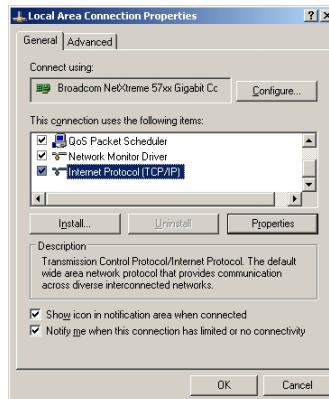 Local Area Connection Properties
General
Advanced
Connect using:
Broadcom NetXtreme 57xx Gigabit Cc
Configure...
This connection uses the following items:
QoS Packet Scheduler
Network Monitor Driver
Internet Protocol (TCP/IP)
Install...
Uninstall
Properties
Description
Transmission Control Protocol/Internet Protocol. The default
wide area network protocol that provides communication
across diverse interconnected networks.
Show icon in notification area when connected
Notify me when this connection has limited or no connectivity
OK
Cancel